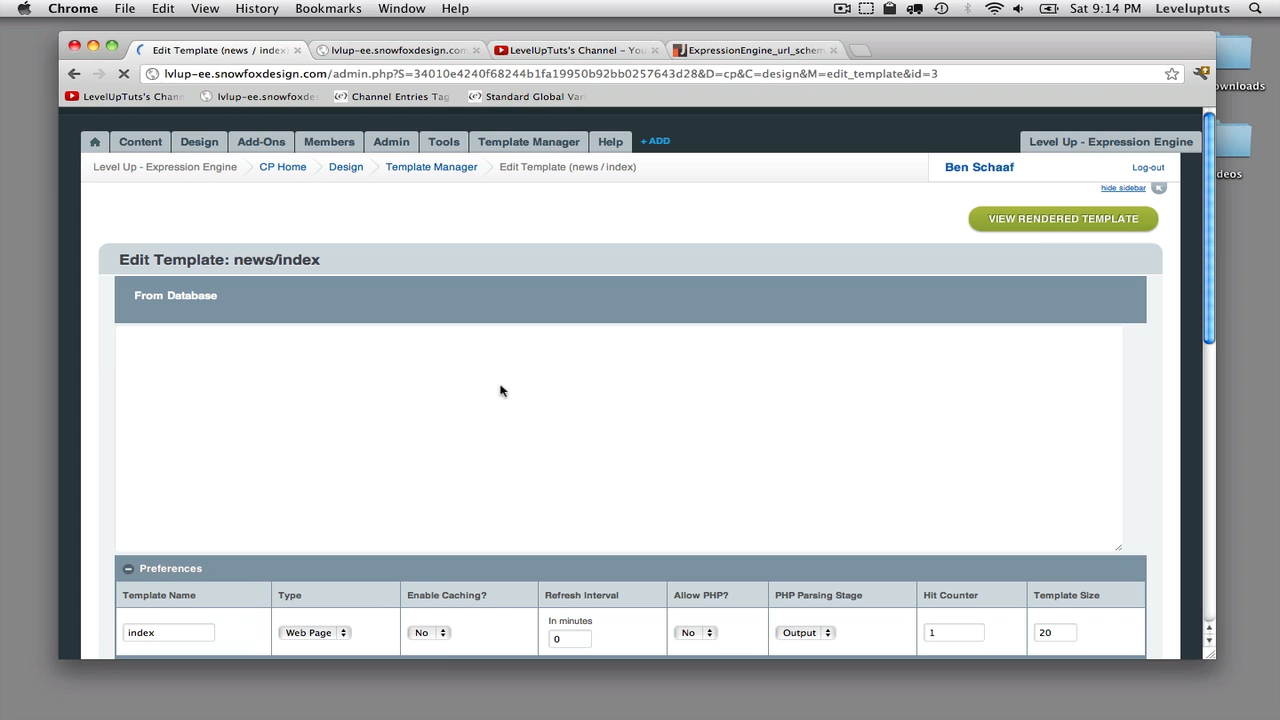 Chrome File Edit View History Bookmarks Window Help Sat 9:14 PM Leveluptuts
Edit Template (news / index) lvlup-ee.snowfoxdesign.com LevelUpTuts's Channel – You ExpressionEngine_url_schem
lvlup-ee.snowfoxdesign.com/admin.php?S=34010e4240f68e44b1fa19950b92bb0257643d28&D=cp&C=design&M=edit_template&id=3
LevelUpTuts's Chann lvlup-ee.snowfoxdes Channel Entries Tag Standard Global Var
ownloads
Content Design Add-Ons Members Admin Tools Template Manager Help + ADD Level Up - Expression Engine
Level Up - Expression Engine CP Home Design Template Manager Edit Template (news / index) Ben Schaaf Log-out
deos
hide sidebar
VIEW RENDERED TEMPLATE
Edit Template: news/index
From Database
Preferences
Template Name Type Enable Caching? Refresh Interval Allow PHP? PHP Parsing Stage Hit Counter Template Size
In minutes
index Web Page No 0 No Output 1 20